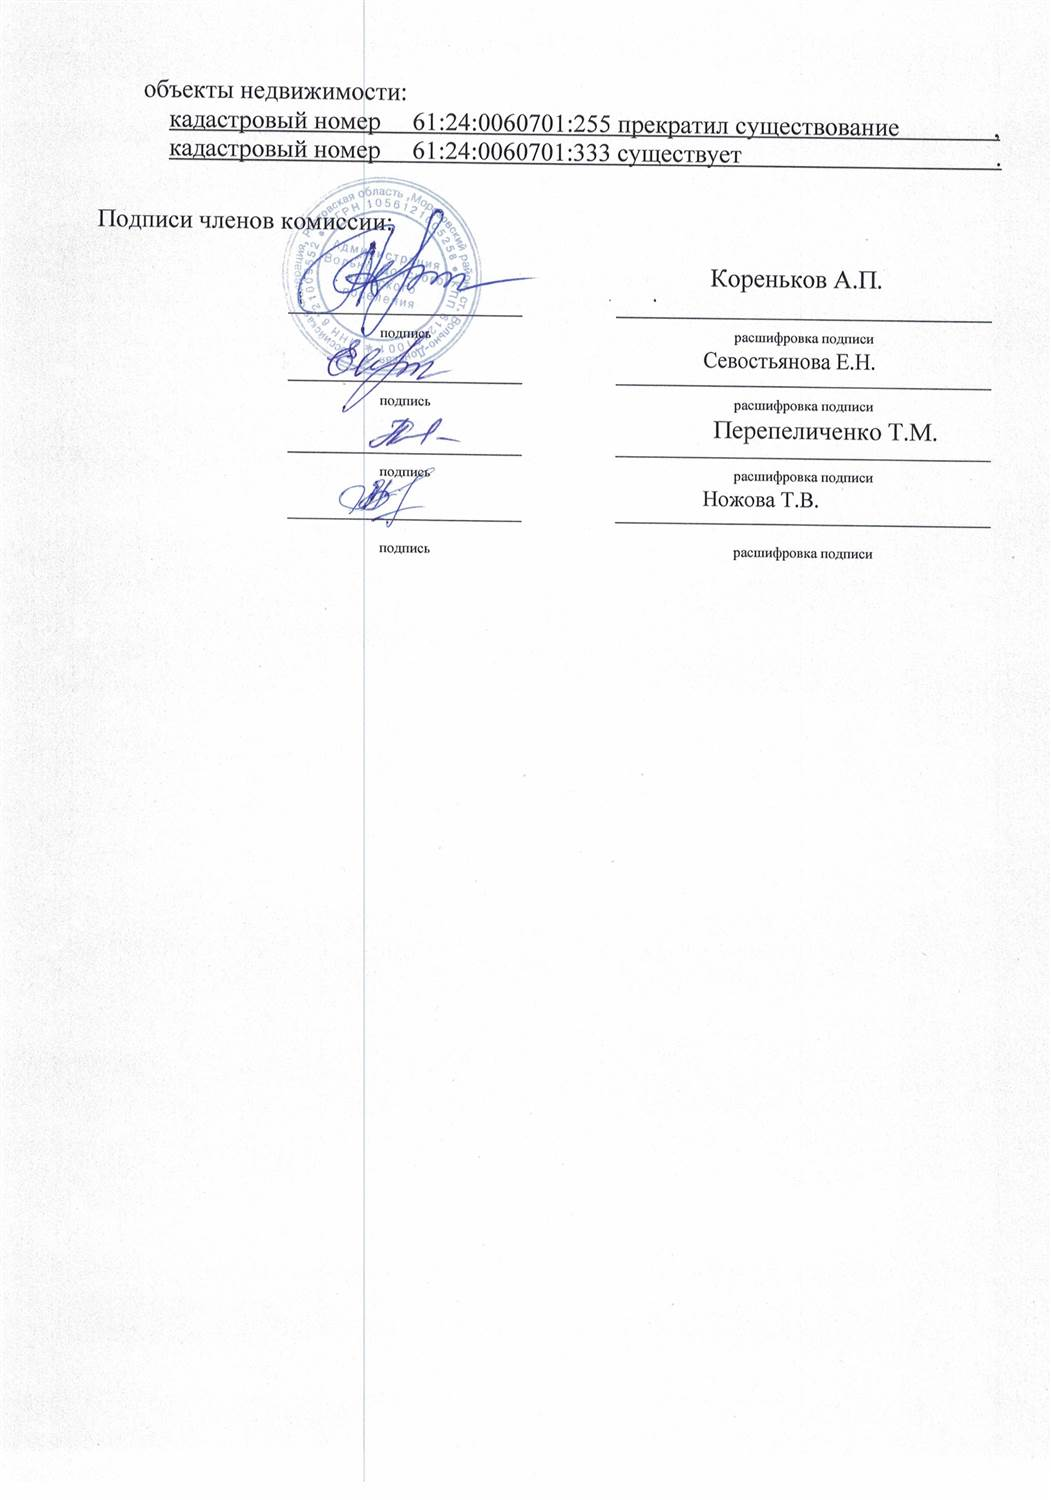 объекты недвижимости:
кадастровый номер 61:24:0060701:255 прекратил существование ,
кадастровый номер 61:24:0060701:333 существует .
Подписи членов комиссии:
Администрация
Кореньков А.П.
подпись расшифровка подписи
Севостьянова Е.Н.
подпись расшифровка подписи
Перепеличенко Т.М.
подпись расшифровка подписи
Ножова Т.В.
подпись расшифровка подписи